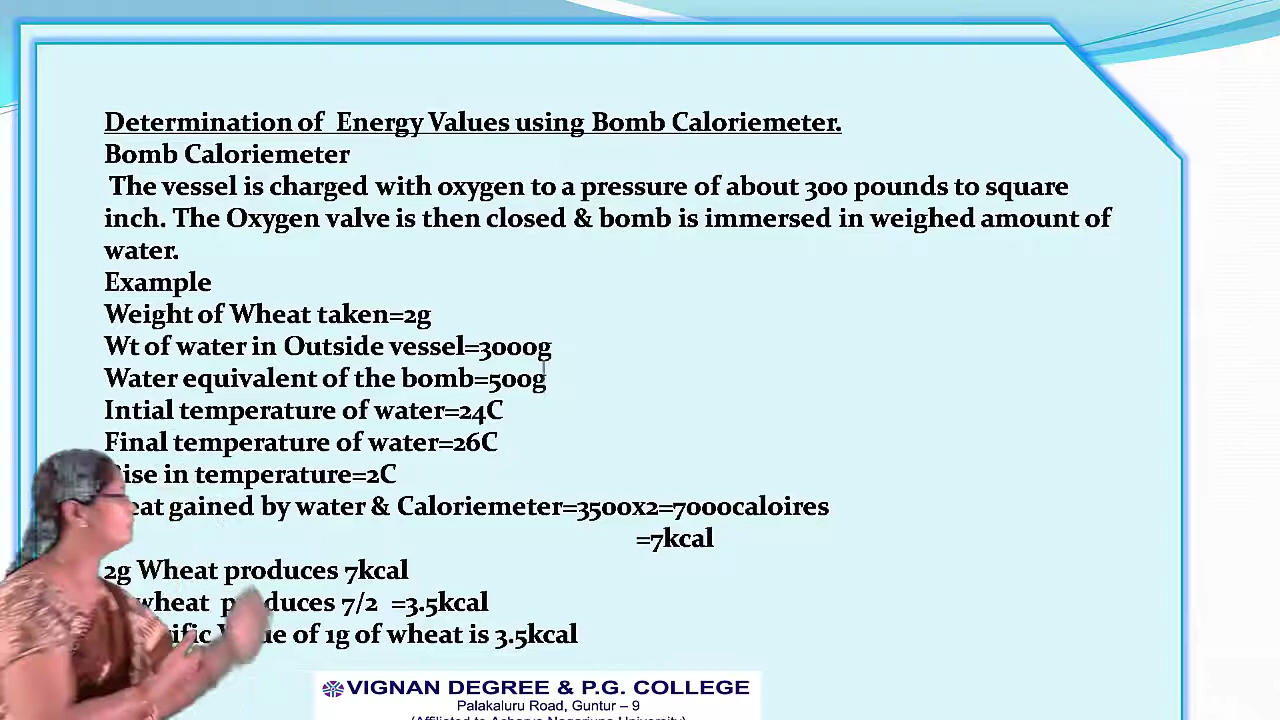 Determination of Energy Values using Bomb Caloriemeter.
Bomb Caloriemeter
The vessel is charged with oxygen to a pressure of about 300 pounds to square
inch. The Oxygen valve is then closed & bomb is immersed in weighed amount of
water.
Example
Weight of Wheat taken=2g
Wt of water in Outside vessel=3000g
Water equivalent of the bomb=500g
Intial temperature of water=24C
Final temperature of water=26C
Rise in temperature=2C
gained by water & Caloriemeter=3500x2=7000caloires
=7kcal
2g Wheat produces 7kcal
wheat produces 7/2 =3.5kcal
of 1g of wheat is 3.5kcal
VIGNAN DEGREE & P.G. COLLEGE
Palakaluru Road, Guntur – 9
(Affiliated to Acharya Nagarjuna University)